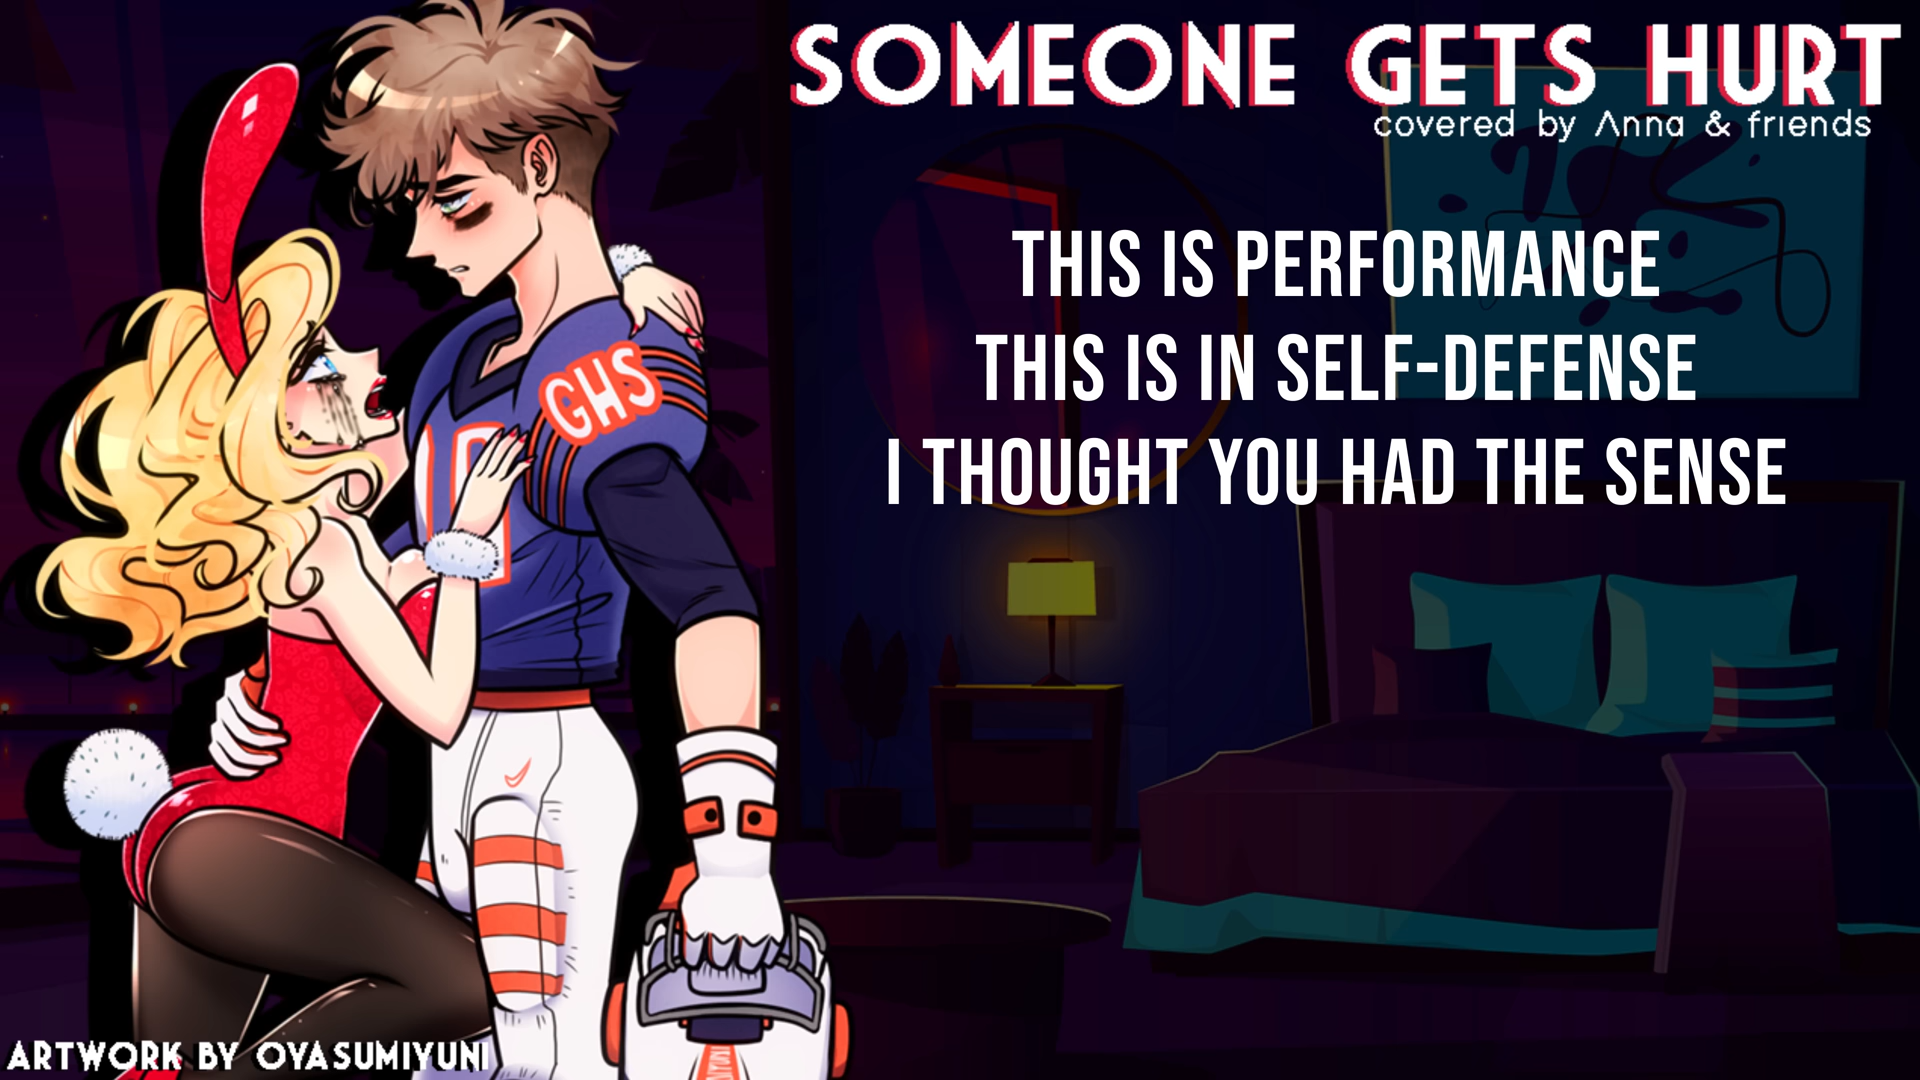 SOMEONE GETS HURT
covered by Anna & friends
THIS IS PERFORMANCE
THIS IS IN SELF-DEFENSE
I THOUGHT YOU HAD THE SENSE
GHS
ARTWORK BY OYASUMIYUNI